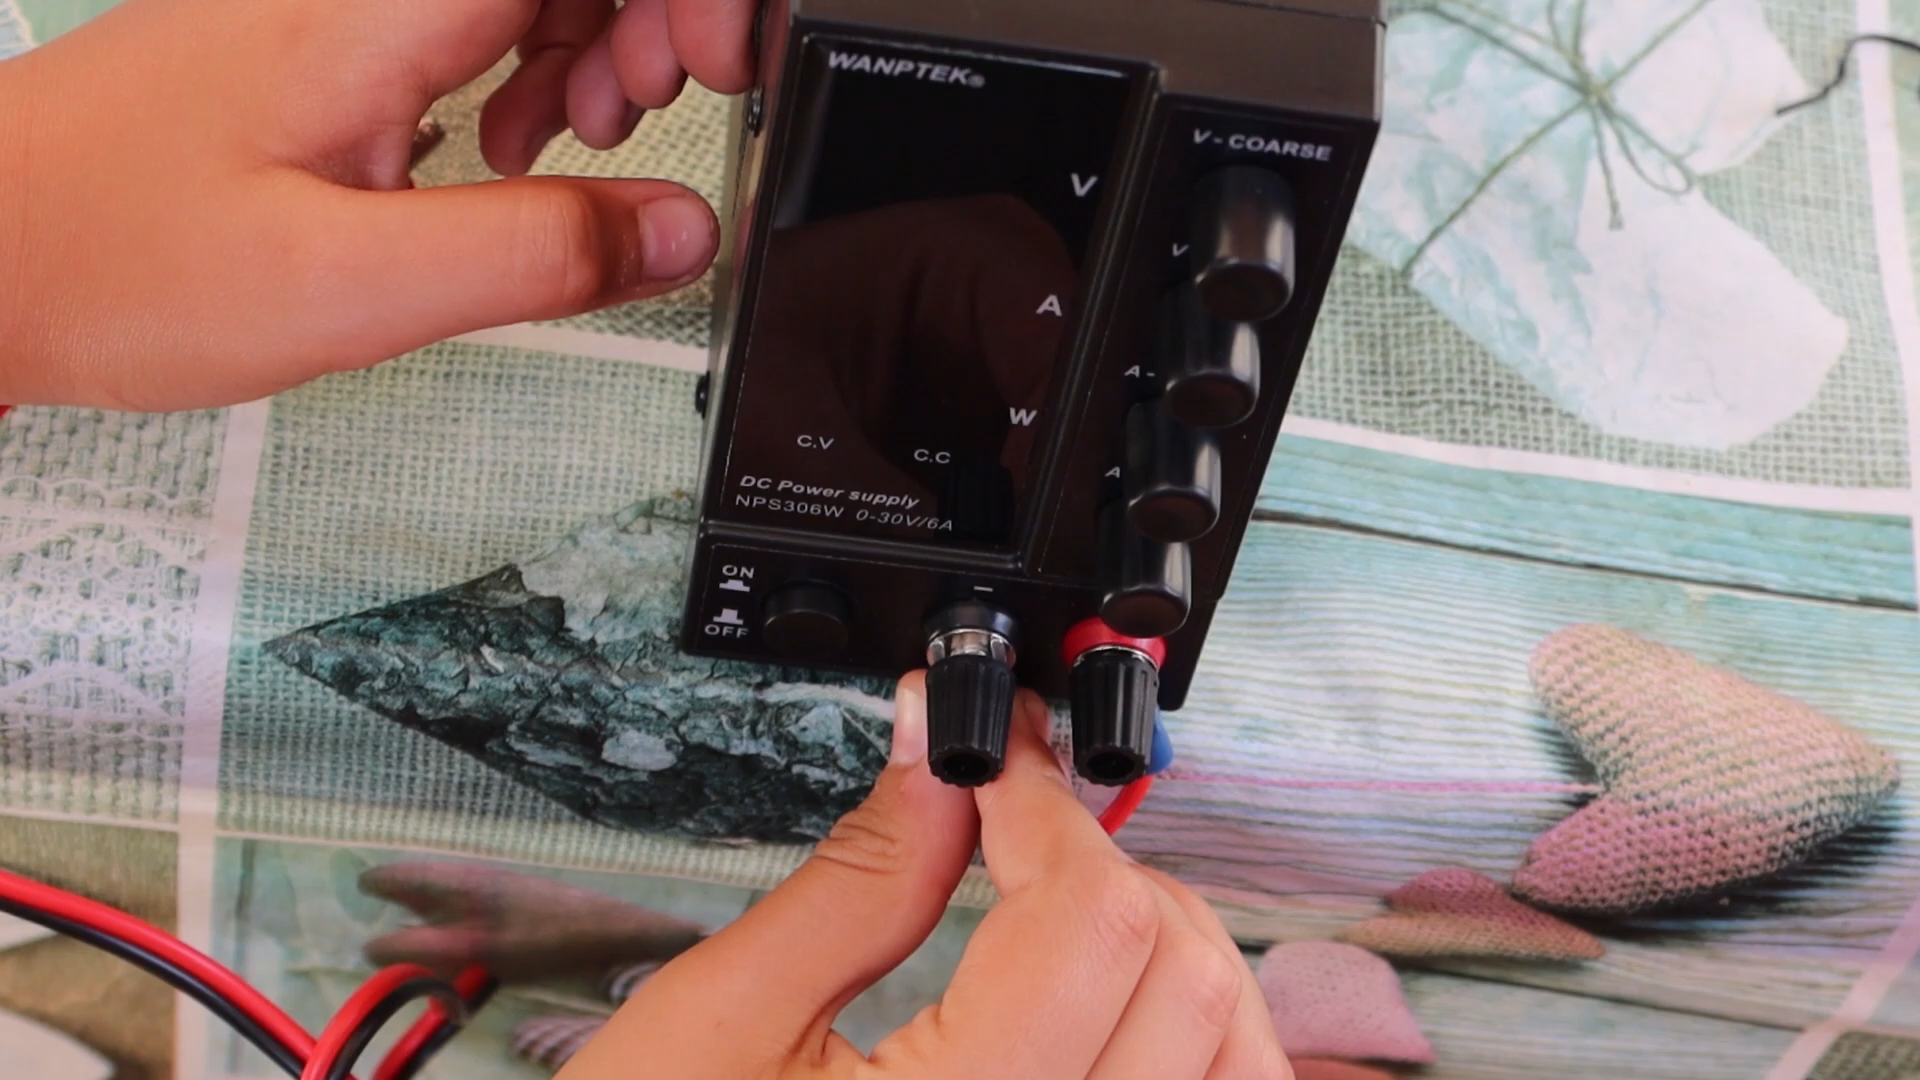 WANPTEK®
V - COARSE
V
V
A
A -
W
A
C.V
C.C
DC Power supply
NPS306W 0-30V/6A
ON
OFF
-